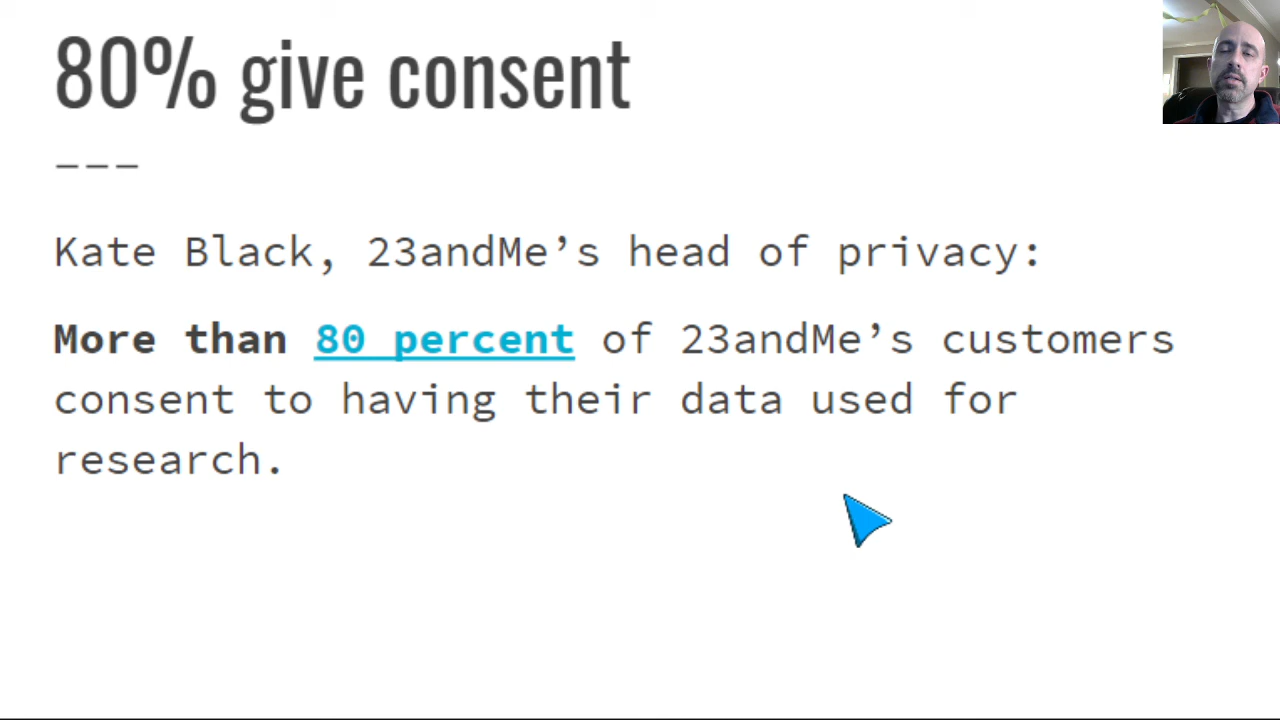 80% give consent
---
Kate Black, 23andMe’s head of privacy:
More than 80 percent of 23andMe’s customers
consent to having their data used for
research.